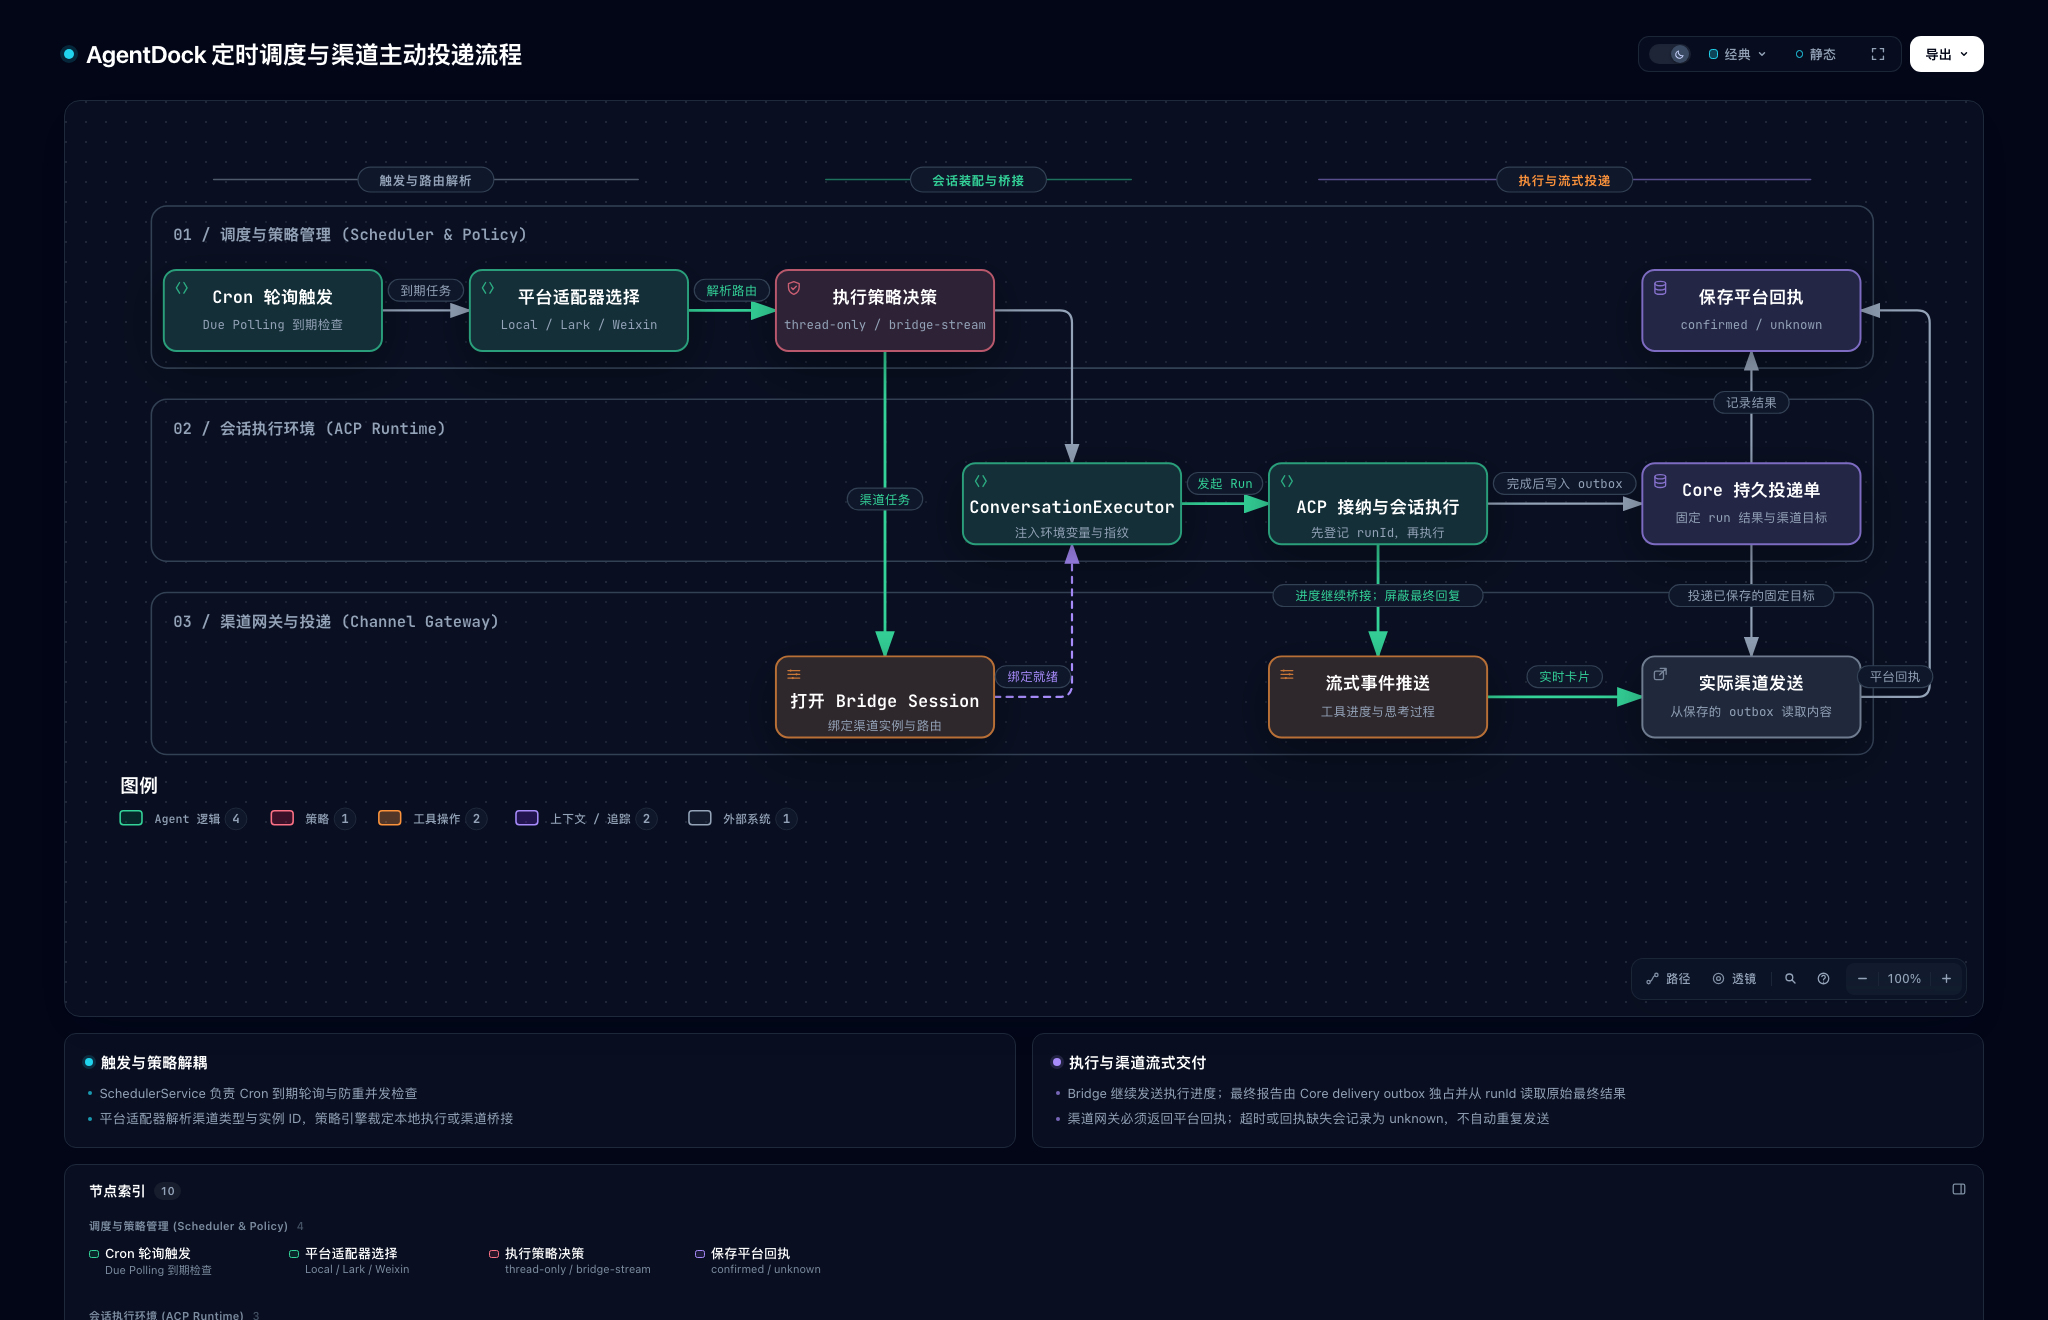 AgentDock 定时调度与渠道主动投递流程
经典
静态
导出
触发与路由解析
会话装配与桥接
执行与流式投递
01 / 调度与策略管理 (Scheduler & Policy)
Cron 轮询触发
Due Polling 到期检查
到期任务
平台适配器选择
Local / Lark / Weixin
解析路由
执行策略决策
thread-only / bridge-stream
保存平台回执
confirmed / unknown
记录结果
02 / 会话执行环境 (ACP Runtime)
渠道任务
ConversationExecutor
注入环境变量与指纹
发起 Run
ACP 接纳与会话执行
先登记 runId，再执行
完成后写入 outbox
Core 持久投递单
固定 run 结果与渠道目标
进度继续桥接；屏蔽最终回复
投递已保存的固定目标
03 / 渠道网关与投递 (Channel Gateway)
打开 Bridge Session
绑定渠道实例与路由
绑定就绪
流式事件推送
工具进度与思考过程
实时卡片
实际渠道发送
从保存的 outbox 读取内容
平台回执
图例
Agent 逻辑 4
策略 1
工具操作 2
上下文 / 追踪 2
外部系统 1
路径
透镜
100%
触发与策略解耦
SchedulerService 负责 Cron 到期轮询与防重并发检查
平台适配器解析渠道类型与实例 ID，策略引擎裁定本地执行或渠道桥接
执行与渠道流式交付
Bridge 继续发送执行进度；最终报告由 Core delivery outbox 独占并从 runId 读取原始最终结果
渠道网关必须返回平台回执；超时或回执缺失会记录为 unknown，不自动重复发送
节点索引 10
调度与策略管理 (Scheduler & Policy) 4
Cron 轮询触发
Due Polling 到期检查
平台适配器选择
Local / Lark / Weixin
执行策略决策
thread-only / bridge-stream
保存平台回执
confirmed / unknown
会话执行环境 (ACP Runtime) 3